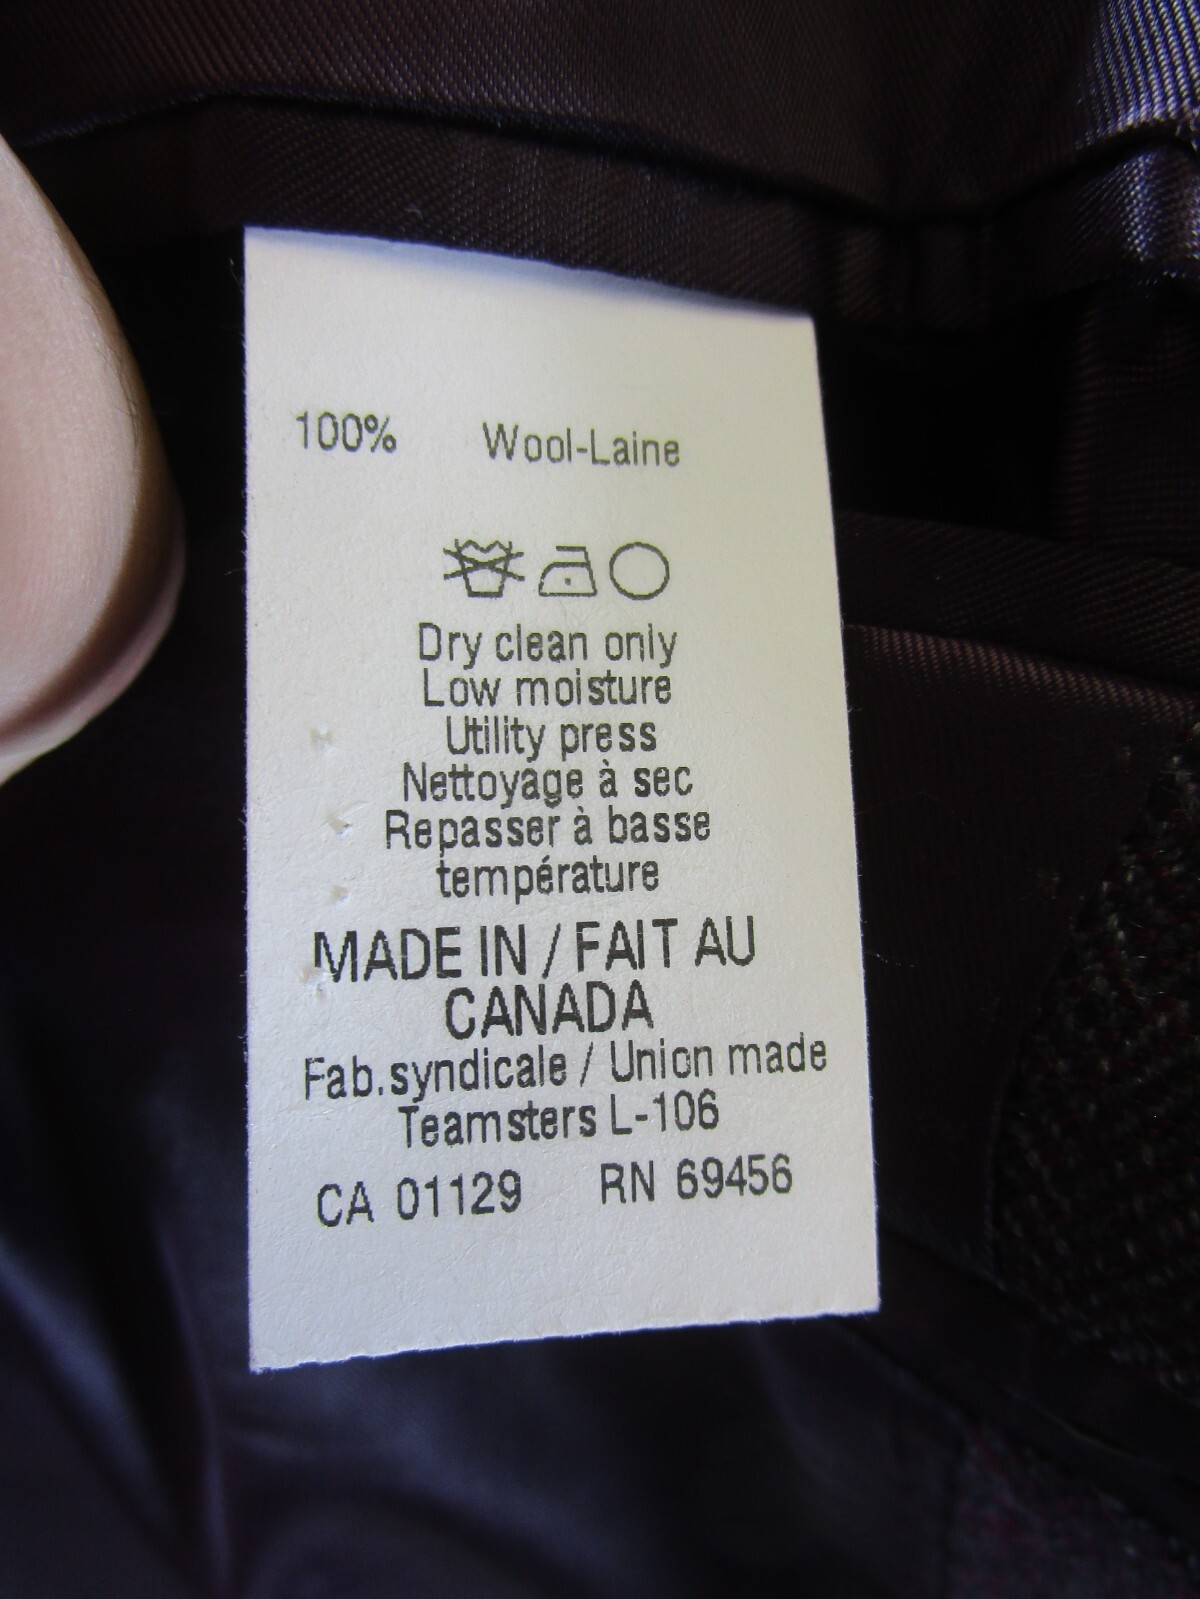 100% Wool-Laine
Dry clean only
Low moisture
Utility press
Nettoyage à sec
Repasser à basse
température
MADE IN / FAIT AU
CANADA
Fab.syndicale / Union made
Teamsters L-106
CA 01129 RN 69456